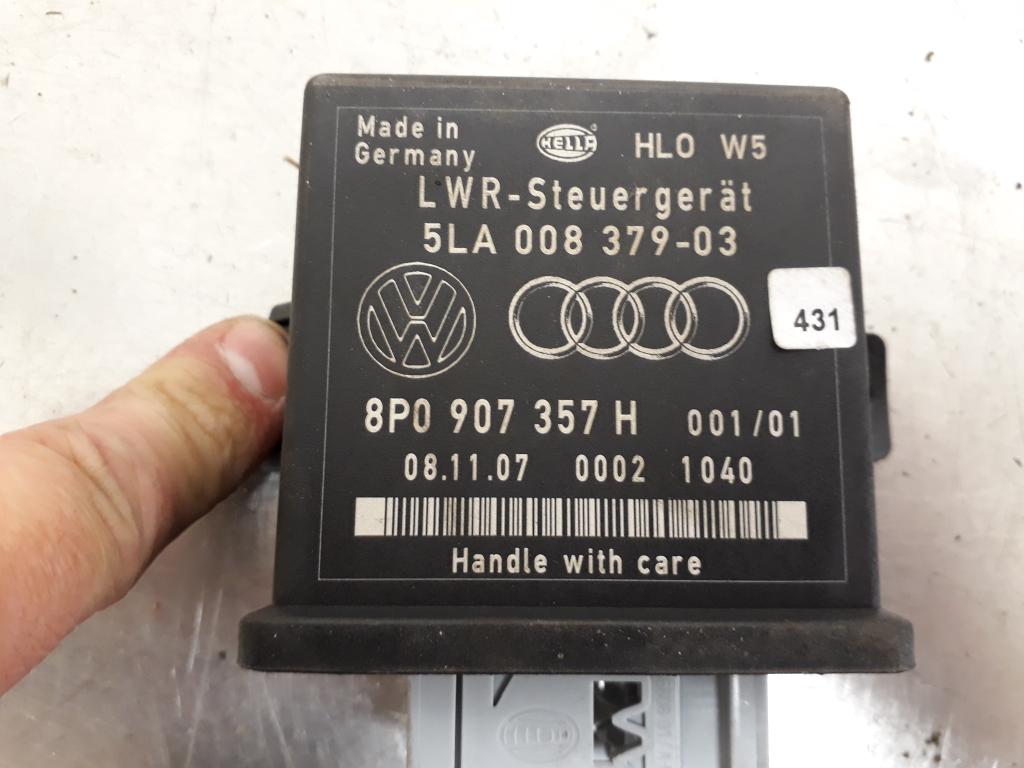 Made in
Germany
HELLA
HLO W5
LWR-Steuergerät
5LA 008 379-03
431
8P0 907 357 H 001/01
08.11.07 0002 1040
Handle with care